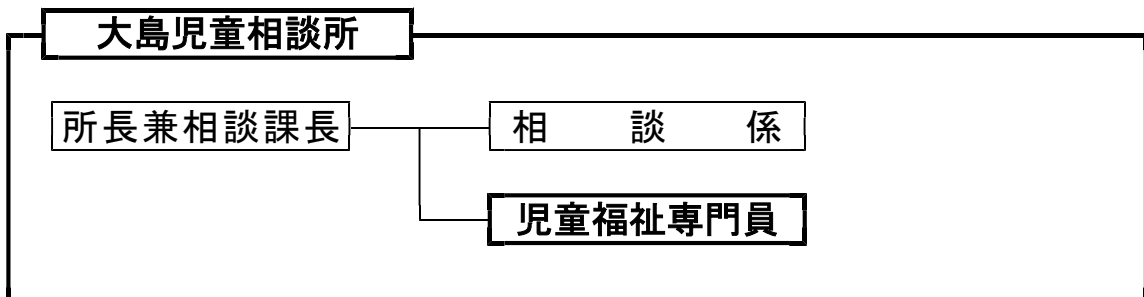 大島児童相談所
所長兼相談課長
相談係
児童福祉専門員